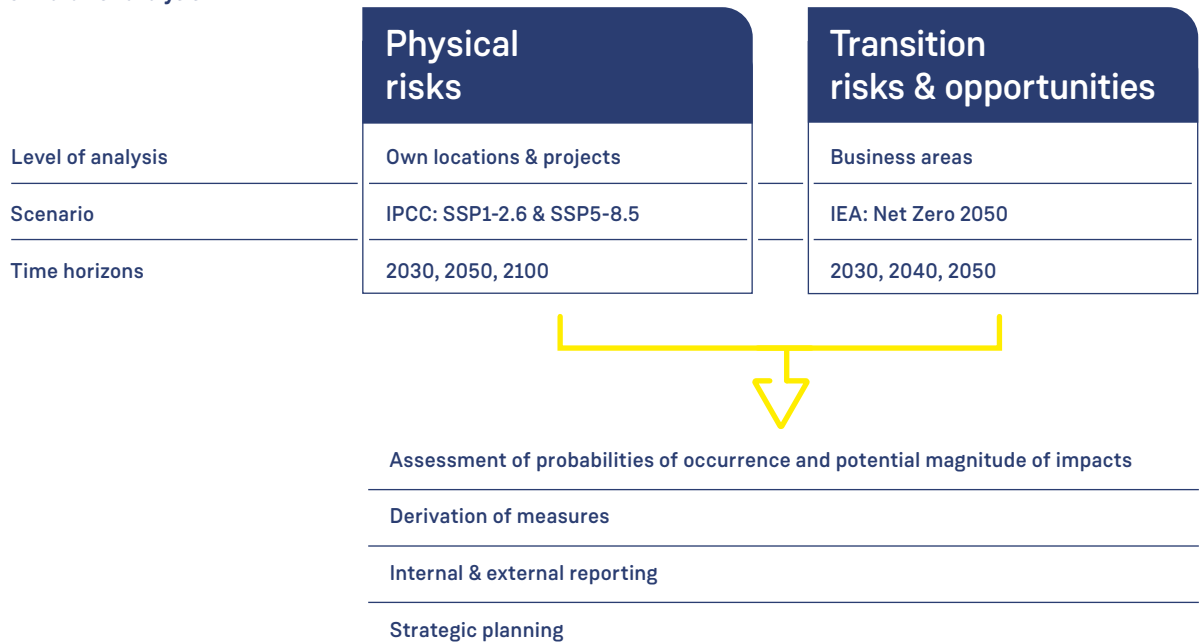 Physical
risks
Transition
risks & opportunities
Level of analysis
Own locations & projects
Business areas
Scenario
IPCC: SSP1-2.6 & SSP5-8.5
IEA: Net Zero 2050
Time horizons
2030, 2050, 2100
2030, 2040, 2050
Assessment of probabilities of occurrence and potential magnitude of impacts
Derivation of measures
Internal & external reporting
Strategic planning